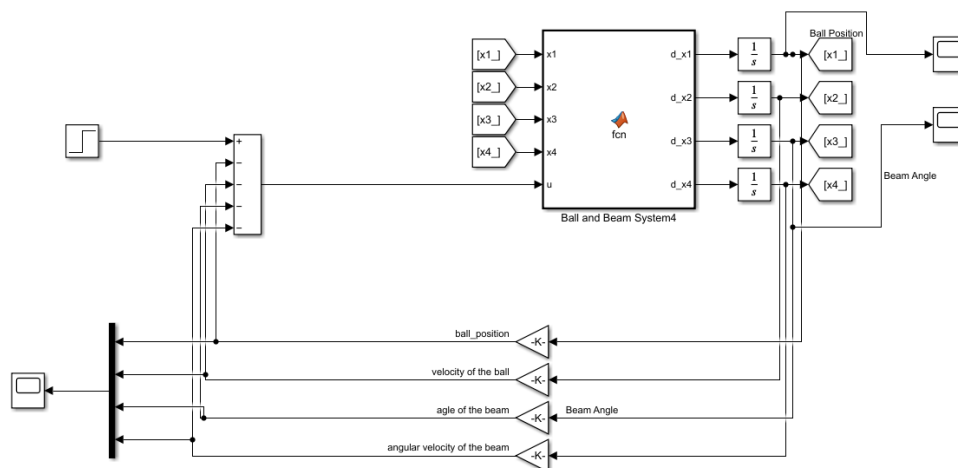 Ball Position
[x1_] x1 d_x1 1/s [x1_]
[x2_] x2 d_x2 1/s [x2_]
[x3_] x3 d_x3 1/s [x3_]
fcn
[x4_] x4 d_x4 1/s [x4_]
u
Beam Angle
Ball and Beam System4
+
−
−
−
−
ball_position -K-
velocity of the ball -K-
agle of the beam -K- Beam Angle
angular velocity of the beam -K-